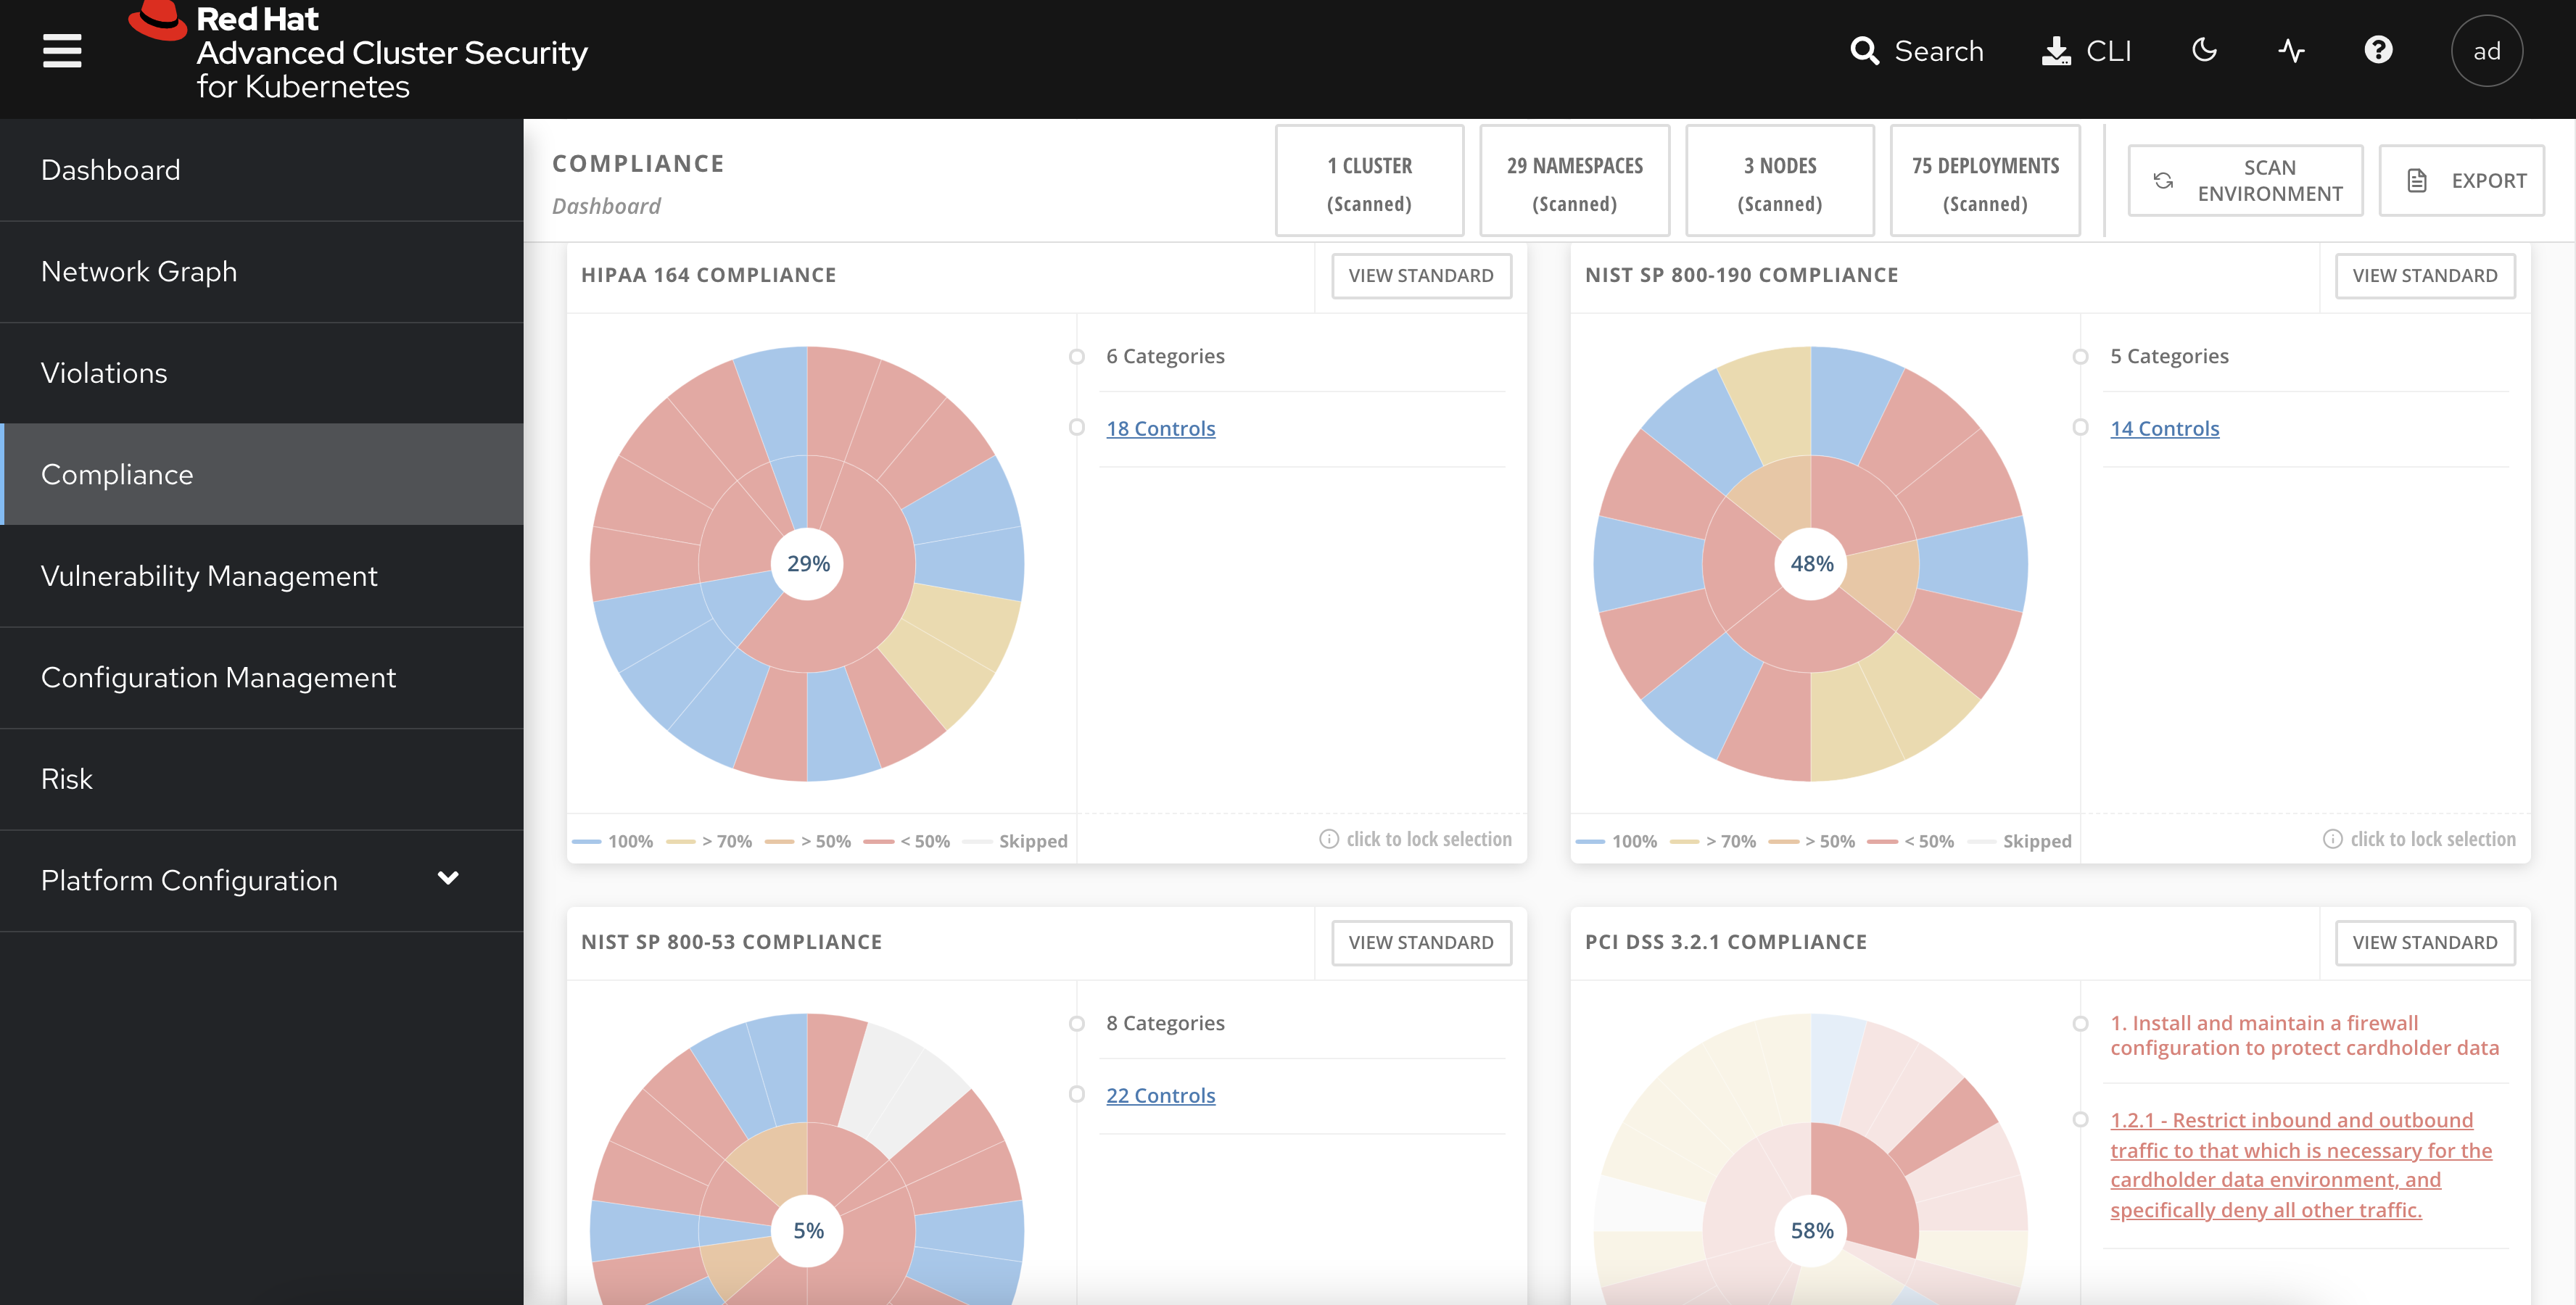 Red Hat
Advanced Cluster Security
for Kubernetes
Search
CLI
ad
Dashboard
Network Graph
Violations
Compliance
Vulnerability Management
Configuration Management
Risk
Platform Configuration
COMPLIANCE
Dashboard
1 CLUSTER
(Scanned)
29 NAMESPACES
(Scanned)
3 NODES
(Scanned)
75 DEPLOYMENTS
(Scanned)
SCAN
ENVIRONMENT
EXPORT
HIPAA 164 COMPLIANCE
VIEW STANDARD
29%
6 Categories
18 Controls
100%
> 70%
> 50%
< 50%
Skipped
click to lock selection
NIST SP 800-190 COMPLIANCE
VIEW STANDARD
48%
5 Categories
14 Controls
100%
> 70%
> 50%
< 50%
Skipped
click to lock selection
NIST SP 800-53 COMPLIANCE
VIEW STANDARD
5%
8 Categories
22 Controls
PCI DSS 3.2.1 COMPLIANCE
VIEW STANDARD
58%
1. Install and maintain a firewall
configuration to protect cardholder data
1.2.1 - Restrict inbound and outbound
traffic to that which is necessary for the
cardholder data environment, and
specifically deny all other traffic.